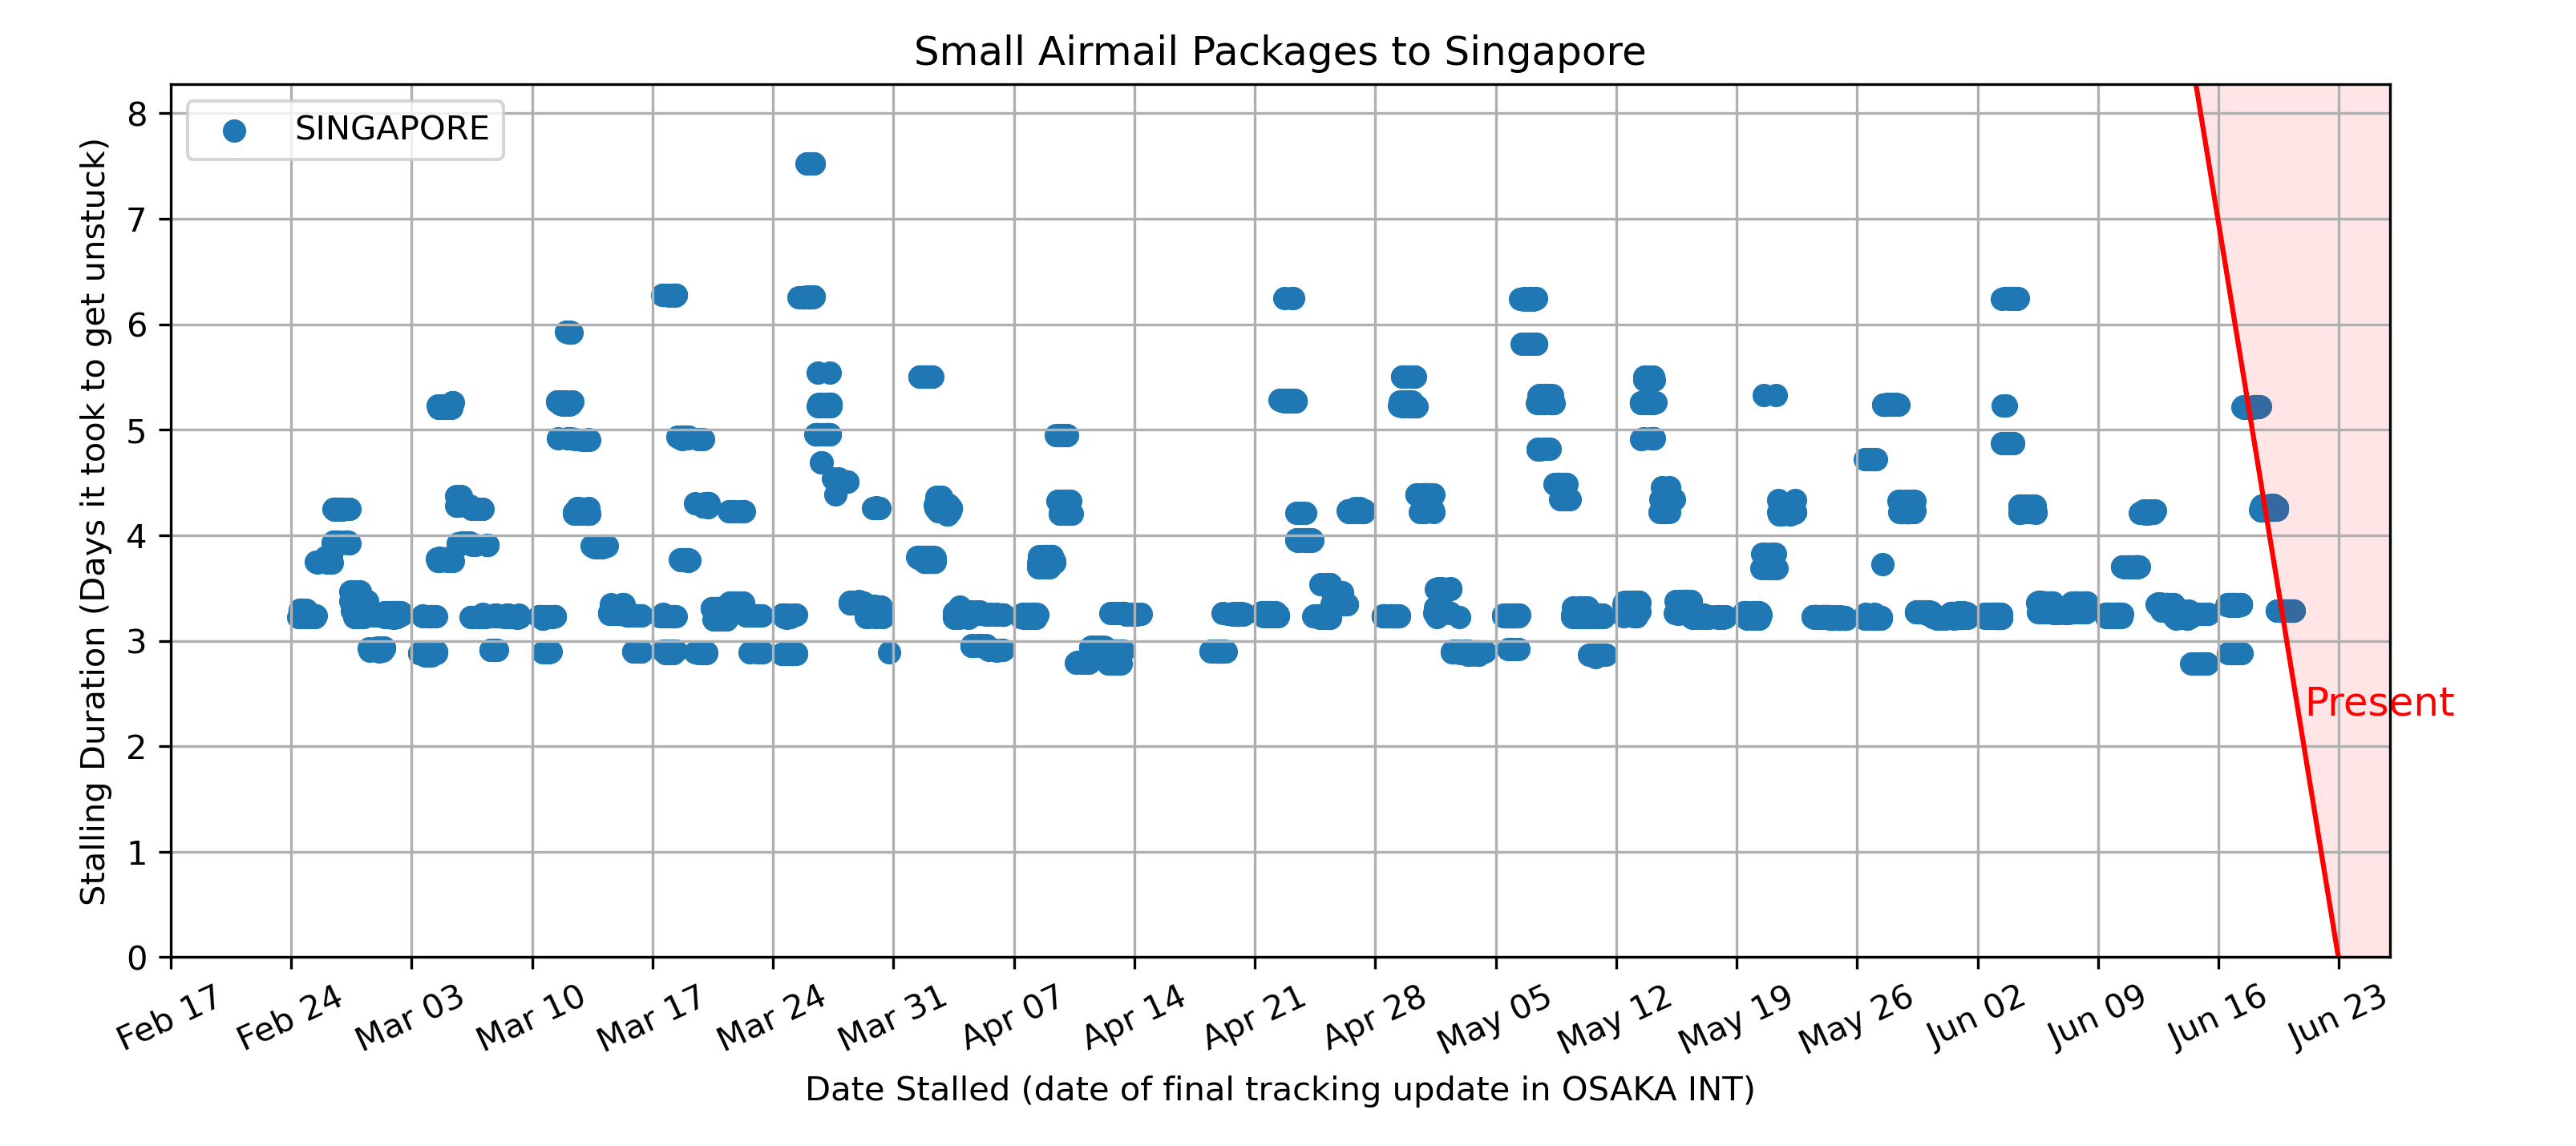 Small Airmail Packages to Singapore
SINGAPORE
Stalling Duration (Days it took to get unstuck)
8
7
6
5
4
3
2
1
0
Present
Feb 17
Feb 24
Mar 03
Mar 10
Mar 17
Mar 24
Mar 31
Apr 07
Apr 14
Apr 21
Apr 28
May 05
May 12
May 19
May 26
Jun 02
Jun 09
Jun 16
Jun 23
Date Stalled (date of final tracking update in OSAKA INT)